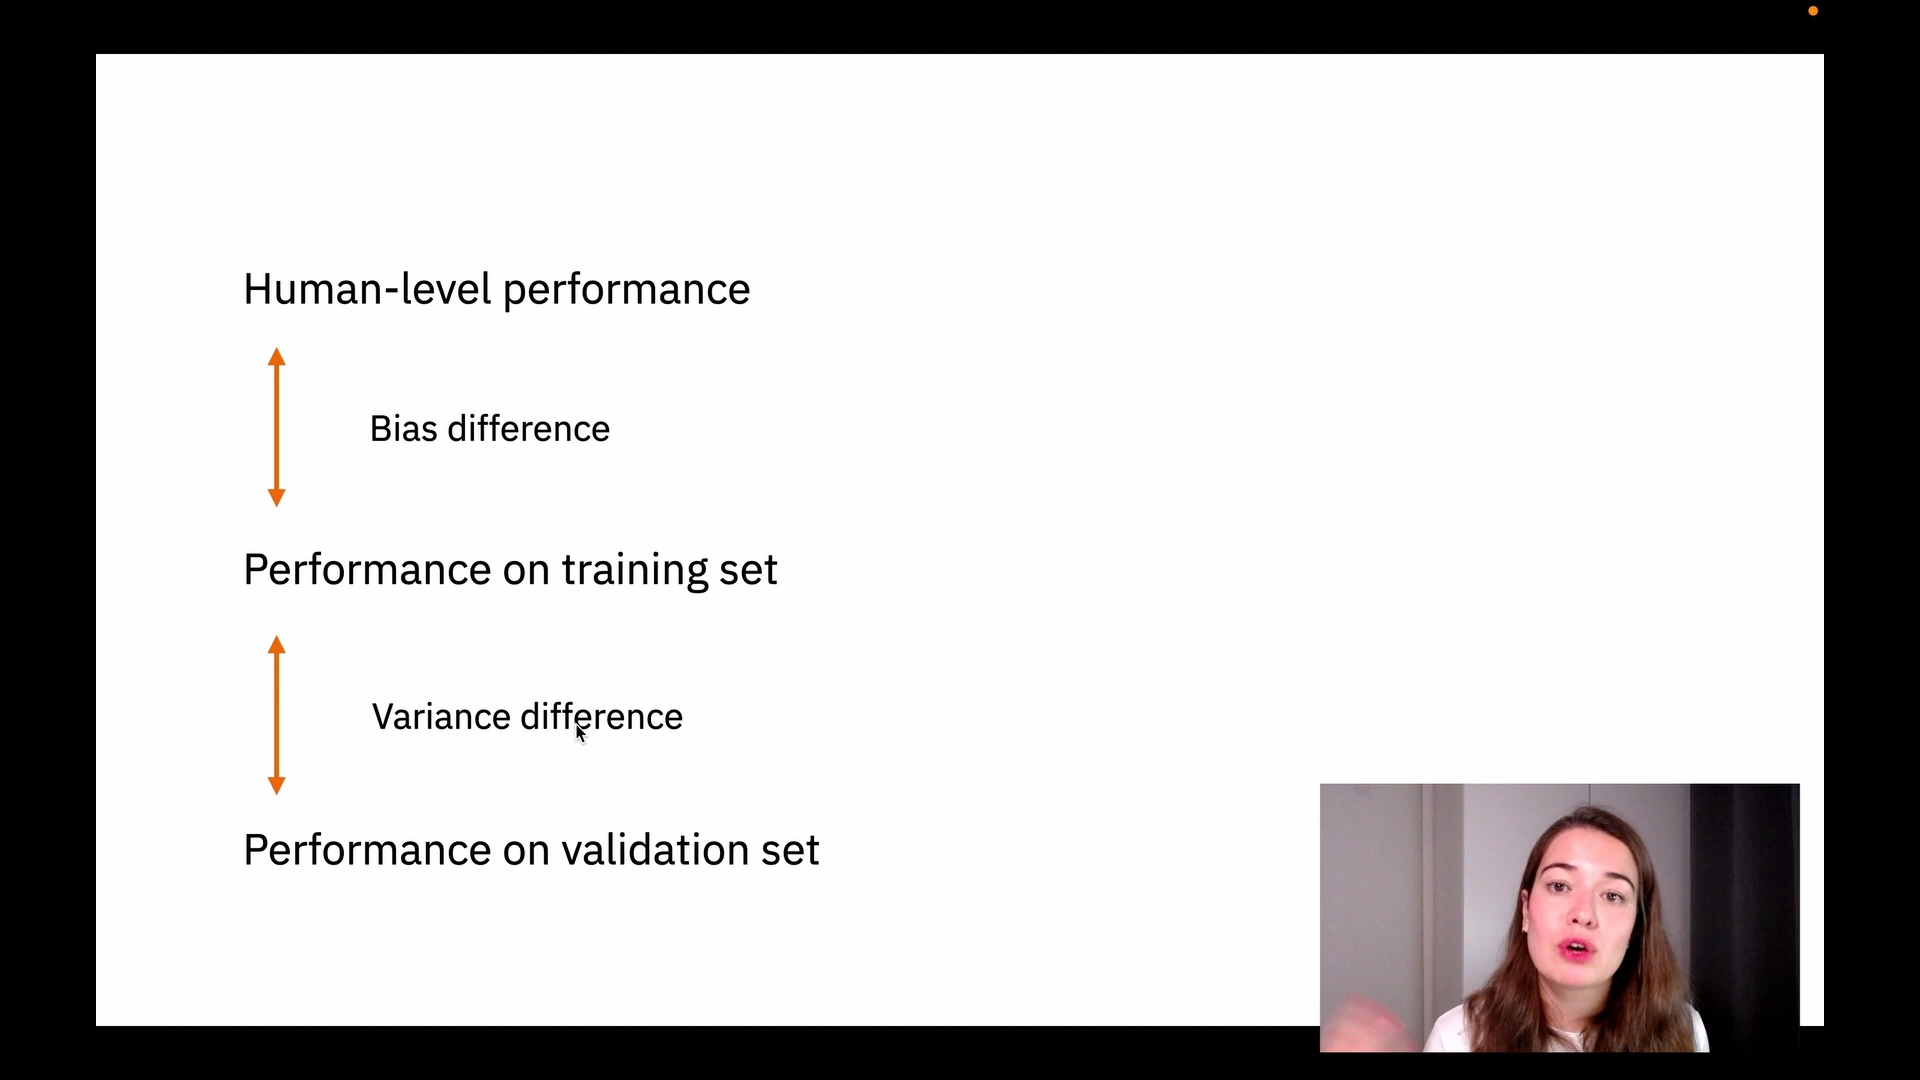 Human-level performance
Bias difference
Performance on training set
Variance difference
Performance on validation set